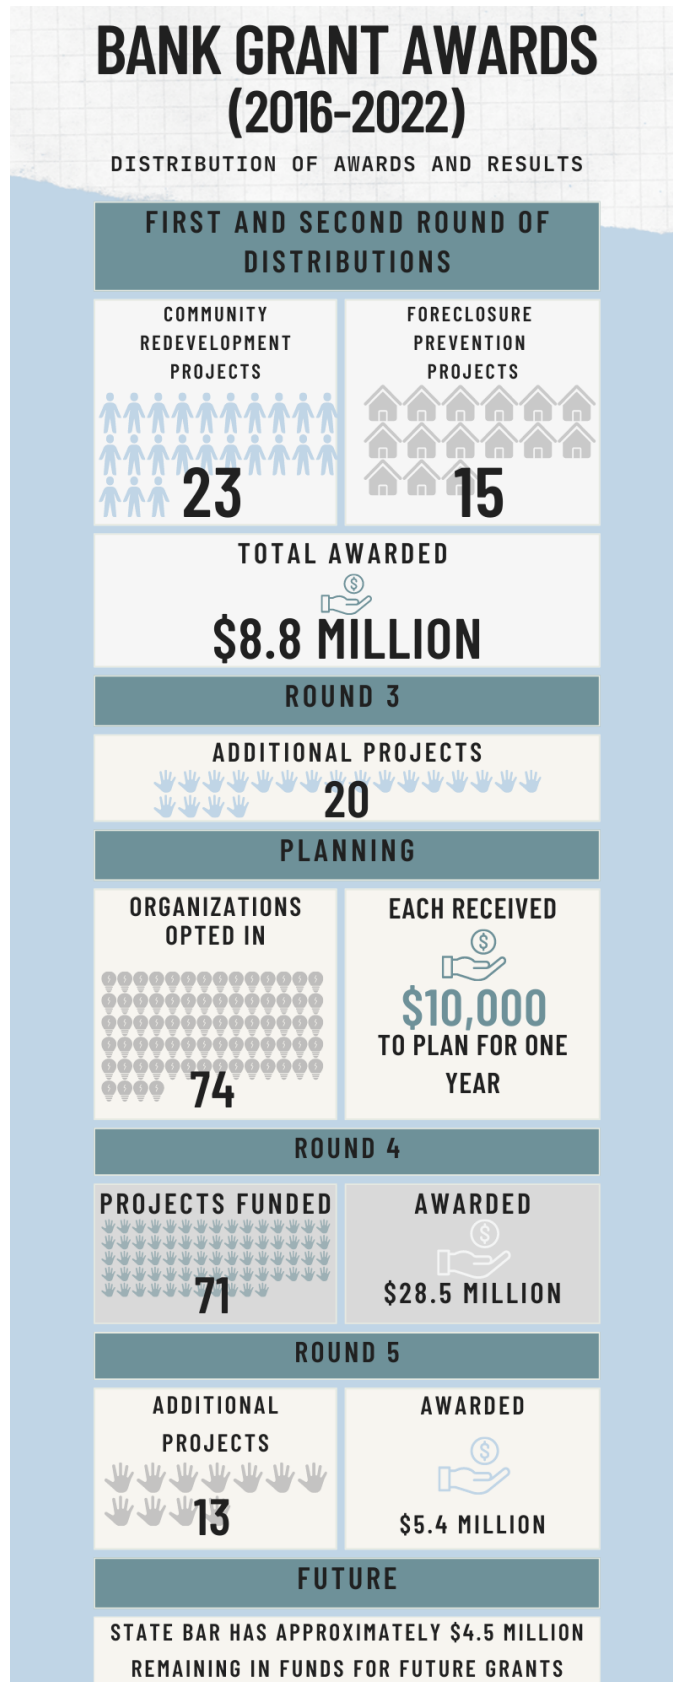 BANK GRANT AWARDS
(2016-2022)
DISTRIBUTION OF AWARDS AND RESULTS
FIRST AND SECOND ROUND OF
DISTRIBUTIONS
COMMUNITY
REDEVELOPMENT
PROJECTS
23
FORECLOSURE
PREVENTION
PROJECTS
15
TOTAL AWARDED
$
$8.8 MILLION
ROUND 3
ADDITIONAL PROJECTS
20
PLANNING
ORGANIZATIONS
OPTED IN
74
EACH RECEIVED
$
$10,000
TO PLAN FOR ONE
YEAR
ROUND 4
PROJECTS FUNDED
71
AWARDED
$
$28.5 MILLION
ROUND 5
ADDITIONAL
PROJECTS
13
AWARDED
$
$5.4 MILLION
FUTURE
STATE BAR HAS APPROXIMATELY $4.5 MILLION
REMAINING IN FUNDS FOR FUTURE GRANTS